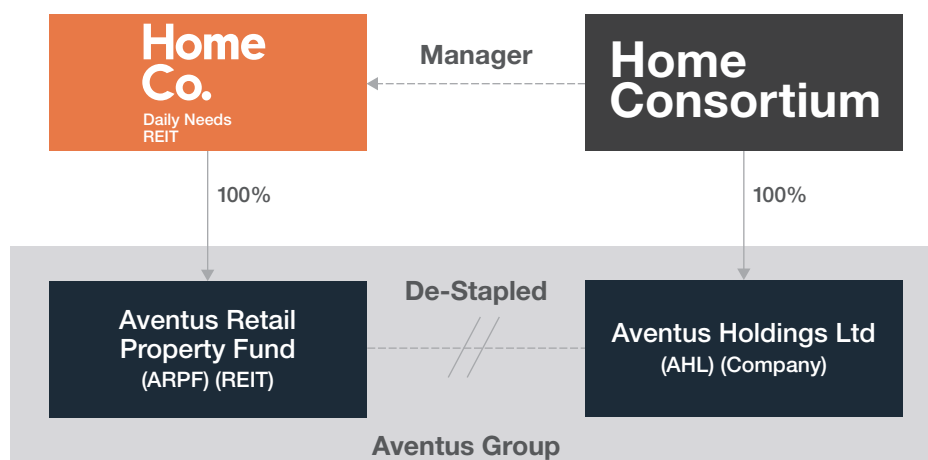 Home
Co.
Daily Needs
REIT
Manager
Home
Consortium
100%
100%
De-Stapled
Aventus Retail
Property Fund
(ARPF) (REIT)
Aventus Holdings Ltd
(AHL) (Company)
Aventus Group